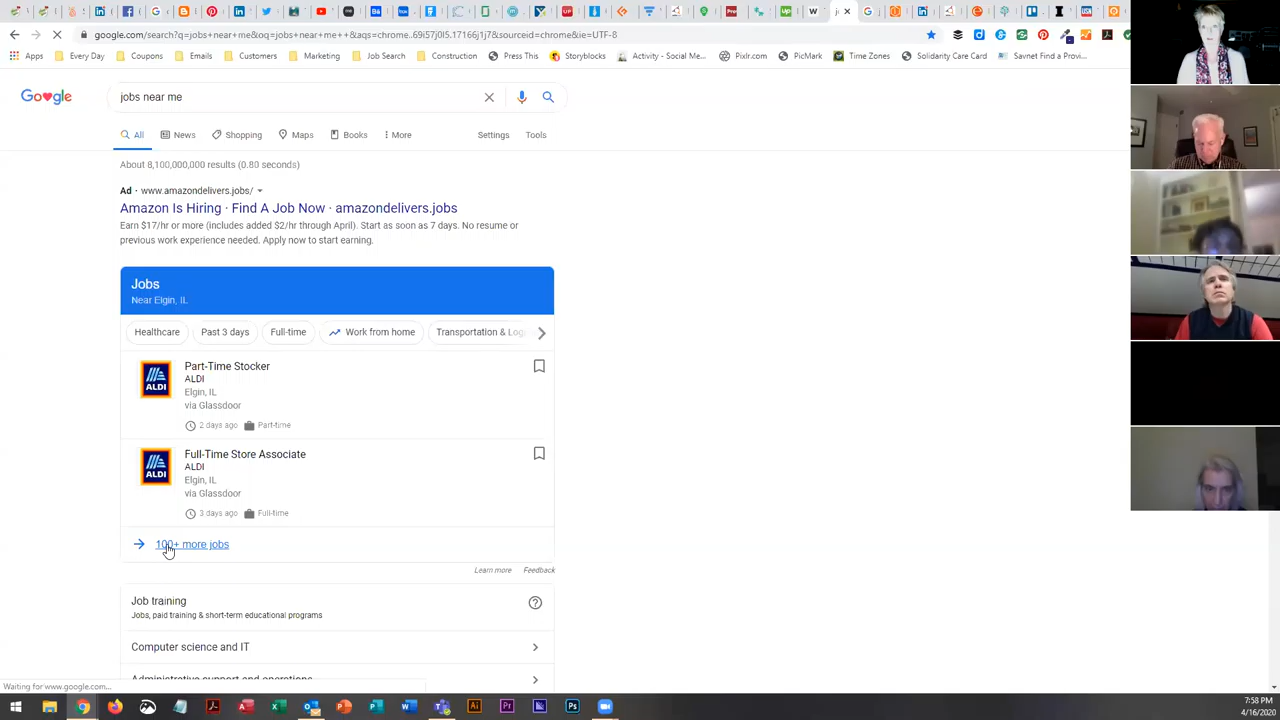 google.com/search?q=jobs+near+me&oq=jobs+near+me++&aqs=chrome..69i57j0l5.17166j1j7&sourceid=chrome&ie=UTF-8
Apps Every Day Coupons Emails Customers Marketing Video Search Construction Press This Storyblocks Activity - Social Me... Pixlr.com PicMark Time Zones Solidarity Care Card Savnet Find a Provi...
Google
jobs near me
All News Shopping Maps Books More Settings Tools
About 8,100,000,000 results (0.80 seconds)
Ad · www.amazondelivers.jobs/
Amazon Is Hiring · Find A Job Now · amazondelivers.jobs
Earn $17/hr or more (includes added $2/hr through April). Start as soon as 7 days. No resume or
previous work experience needed. Apply now to start earning.
Jobs
Near Elgin, IL
Healthcare Past 3 days Full-time Work from home Transportation & Log
Part-Time Stocker
ALDI
ALDI
Elgin, IL
via Glassdoor
2 days ago Part-time
Full-Time Store Associate
ALDI
ALDI
Elgin, IL
via Glassdoor
3 days ago Full-time
100+ more jobs
Learn more Feedback
Job training
Jobs, paid training & short-term educational programs
Computer science and IT
Administrative support and operations
Waiting for www.google.com...
7:58 PM
4/16/2020